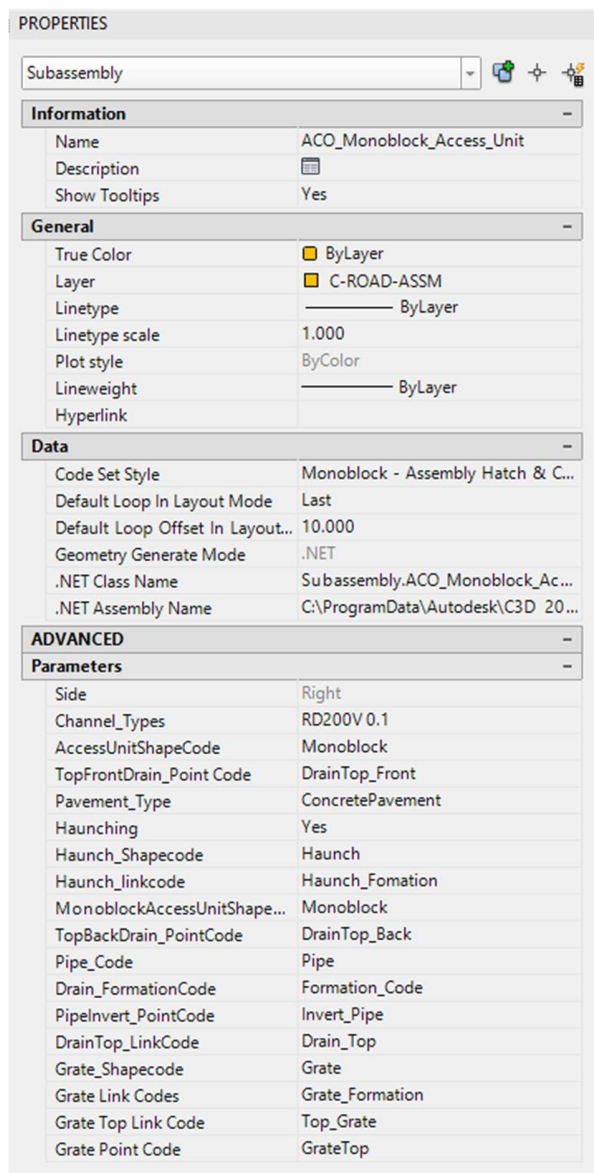 PROPERTIES
Subassembly
Information
Name ACO_Monoblock_Access_Unit
Description
Show Tooltips Yes
General
True Color ByLayer
Layer C-ROAD-ASSM
Linetype ByLayer
Linetype scale 1.000
Plot style ByColor
Lineweight ByLayer
Hyperlink
Data
Code Set Style Monoblock - Assembly Hatch & C...
Default Loop In Layout Mode Last
Default Loop Offset In Layout... 10.000
Geometry Generate Mode .NET
.NET Class Name Subassembly.ACO_Monoblock_Ac...
.NET Assembly Name C:\ProgramData\Autodesk\C3D 20...
ADVANCED
Parameters
Side Right
Channel_Types RD200V 0.1
AccessUnitShapeCode Monoblock
TopFrontDrain_Point Code DrainTop_Front
Pavement_Type ConcretePavement
Haunching Yes
Haunch_Shapecode Haunch
Haunch_linkcode Haunch_Fomation
MonoblockAccessUnitShape... Monoblock
TopBackDrain_PointCode DrainTop_Back
Pipe_Code Pipe
Drain_FormationCode Formation_Code
PipeInvert_PointCode Invert_Pipe
DrainTop_LinkCode Drain_Top
Grate_Shapecode Grate
Grate Link Codes Grate_Formation
Grate Top Link Code Top_Grate
Grate Point Code GrateTop